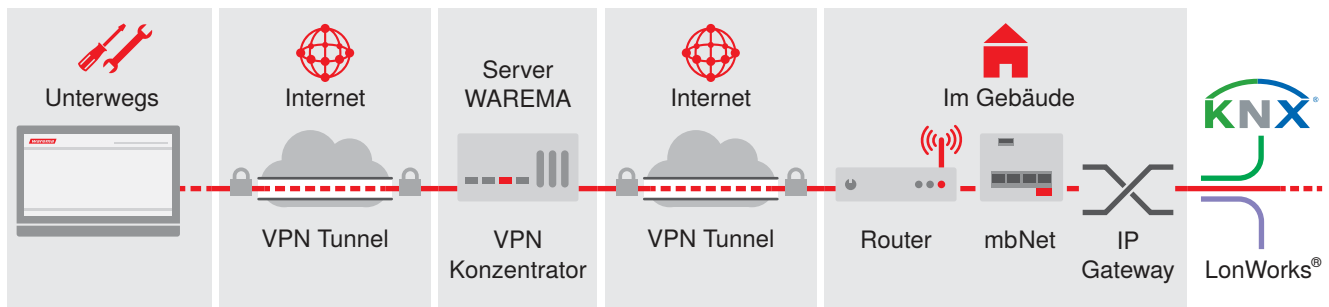 Unterwegs
warema
Internet
VPN Tunnel
Server
WAREMA
VPN
Konzentrator
Internet
VPN Tunnel
Im Gebäude
Router
mbNet
IP
Gateway
KNX®
LonWorks®